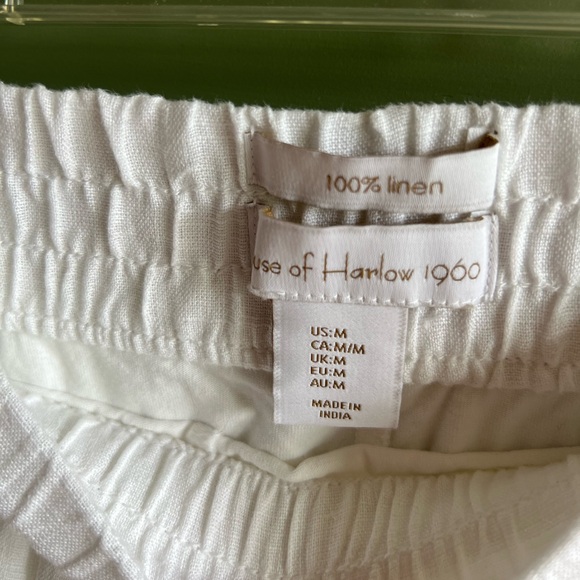 100% linen
use of Harlow 1960
US:M
CA:M/M
UK:M
EU:M
AU:M
MADE IN
INDIA